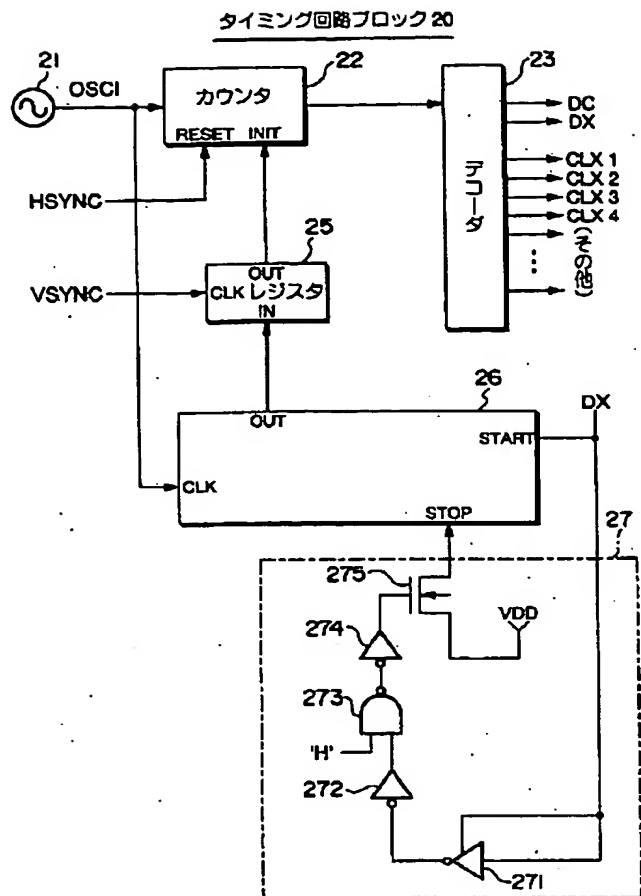 タイミング回路ブロック20
21
OSCI
22
カウンタ
RESET INIT
23
デコーダ
DC
DX
CLX 1
CLX 2
CLX 3
CLX 4
(その他)
HSYNC
25
OUT
CLK レジスタ
IN
VSYNC
26
OUT
START
DX
CLK
STOP
27
275
VDD
274
273
'H'
272
271